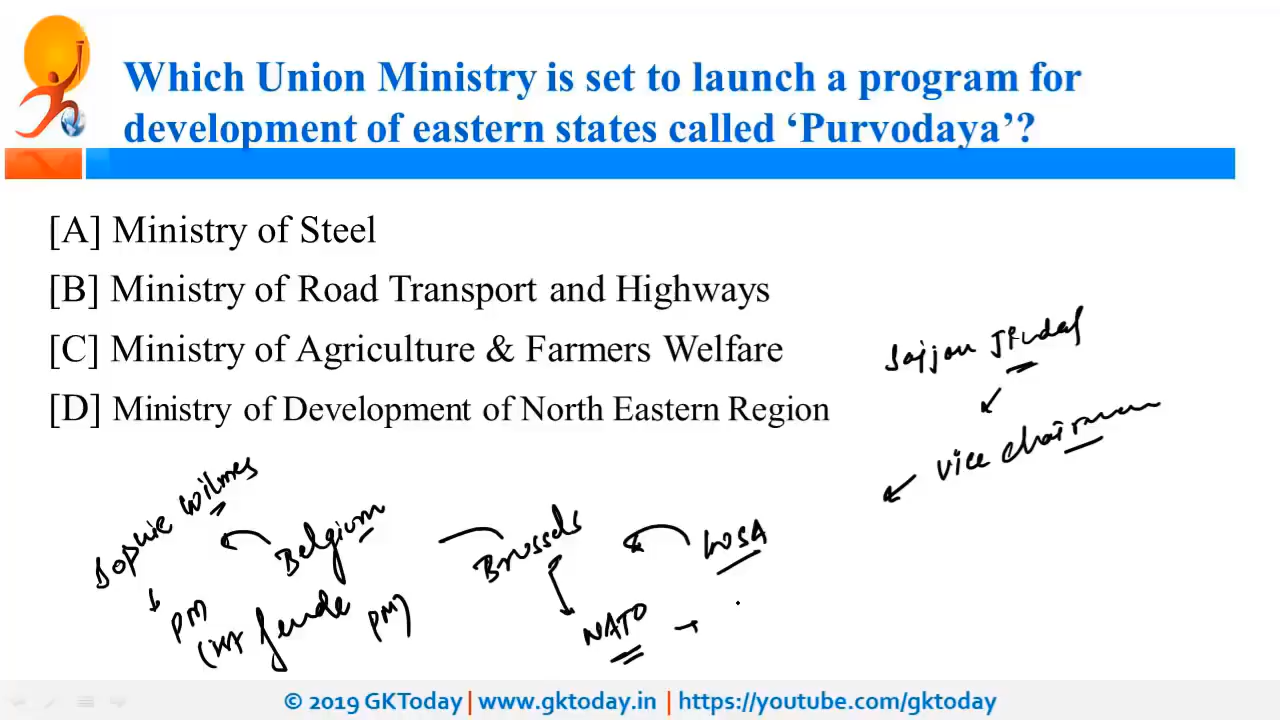 Which Union Ministry is set to launch a program for
development of eastern states called ‘Purvodaya’?
[A] Ministry of Steel
[B] Ministry of Road Transport and Highways
[C] Ministry of Agriculture & Farmers Welfare
[D] Ministry of Development of North Eastern Region
Sajjan Jindal
Vice chairman
Sophie Wilmes
Belgium
Brussels
WSA
PM
female PM)
NATO
© 2019 GKToday | www.gktoday.in | https://youtube.com/gktoday